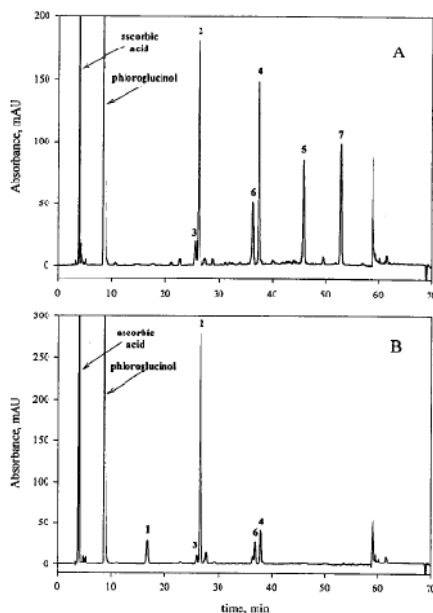 200
A
2
ascorbic
acid
phloroglucinol
4
150
Absorbance, mAU
100
7
5
6
50
3
0
0 10 20 30 40 50 60 70
300
B
2
ascorbic
acid
250
phloroglucinol
200
Absorbance, mAU
150
100
50
1
3
6
4
0
0 10 20 30 40 50 60 70
time, min